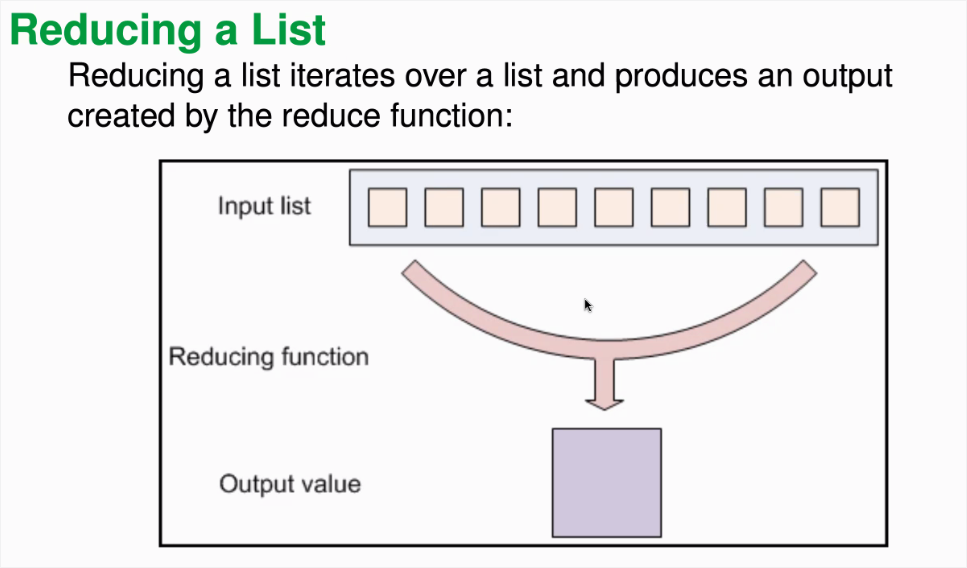 Reducing a List
Reducing a list iterates over a list and produces an output
created by the reduce function:
Input list
Reducing function
Output value